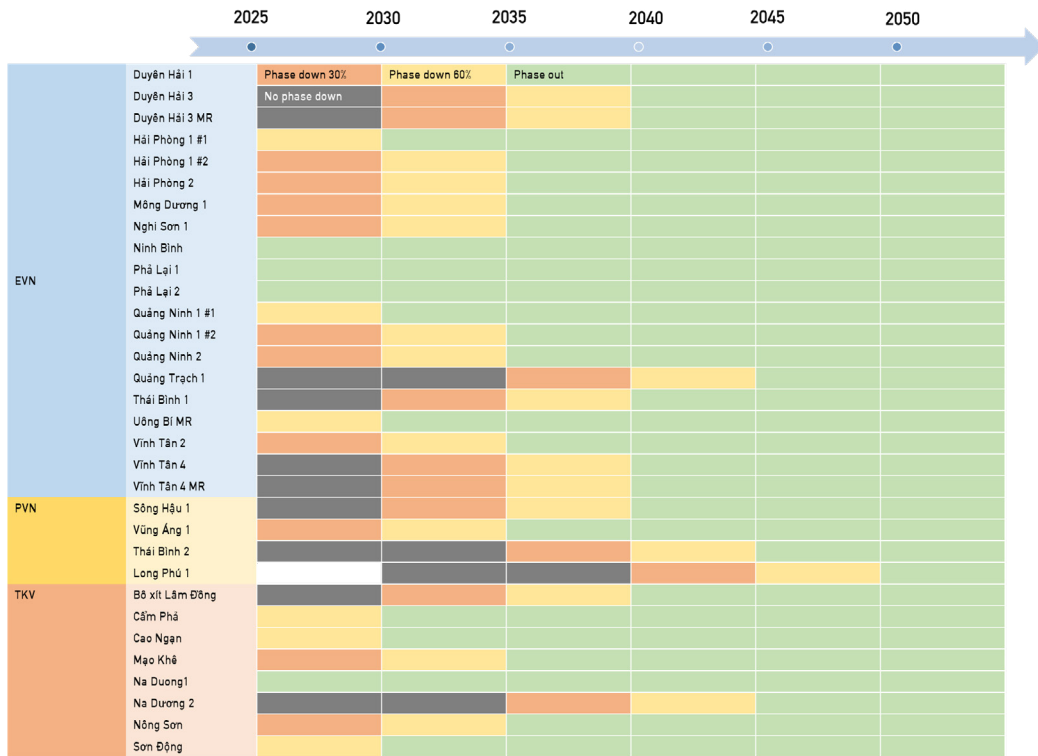 2025 2030 2035 2040 2045 2050
Duyên Hải 1 Phase down 30% Phase down 60% Phase out
Duyên Hải 3 No phase down
Duyên Hải 3 MR
Hải Phòng 1 #1
Hải Phòng 1 #2
Hải Phòng 2
Mông Dương 1
Nghi Sơn 1
Ninh Bình
Phả Lại 1
EVN
Phả Lại 2
Quảng Ninh 1 #1
Quảng Ninh 1 #2
Quảng Ninh 2
Quảng Trạch 1
Thái Bình 1
Uông Bí MR
Vĩnh Tân 2
Vĩnh Tân 4
Vĩnh Tân 4 MR
PVN Sông Hậu 1
Vũng Áng 1
Thái Bình 2
Long Phú 1
TKV Bô xít Lâm Đồng
Cẩm Phả
Cao Ngạn
Mạo Khê
Na Duong1
Na Dương 2
Nông Sơn
Sơn Động